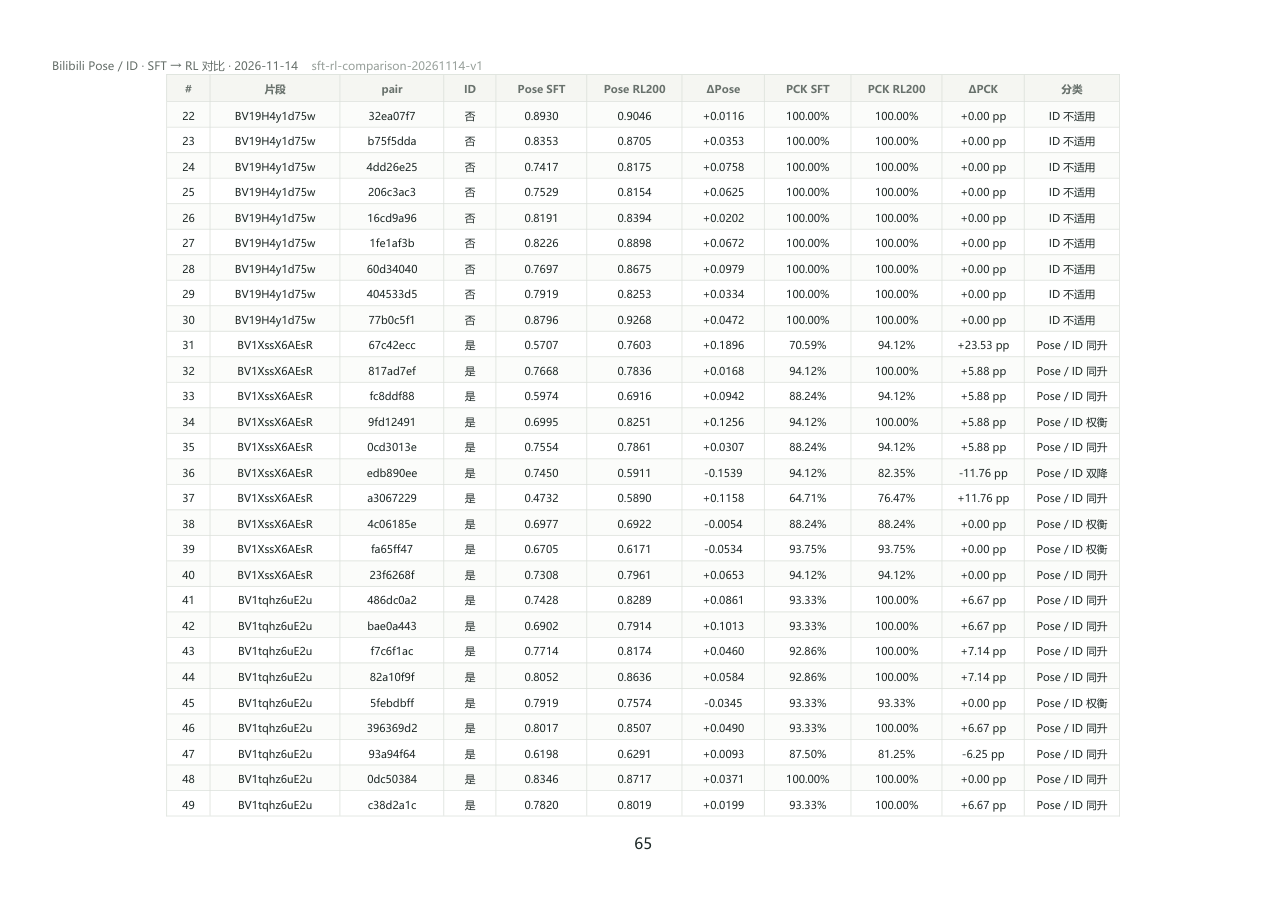 Bilibili Pose / ID · SFT → RL 对比 · 2026-11-14 sft-rl-comparison-20261114-v1
# 片段 pair ID Pose SFT Pose RL200 ΔPose PCK SFT PCK RL200 ΔPCK 分类
22 BV19H4y1d75w 32ea07f7 否 0.8930 0.9046 +0.0116 100.00% 100.00% +0.00 pp ID 不适用
23 BV19H4y1d75w b75f5dda 否 0.8353 0.8705 +0.0353 100.00% 100.00% +0.00 pp ID 不适用
24 BV19H4y1d75w 4dd26e25 否 0.7417 0.8175 +0.0758 100.00% 100.00% +0.00 pp ID 不适用
25 BV19H4y1d75w 206c3ac3 否 0.7529 0.8154 +0.0625 100.00% 100.00% +0.00 pp ID 不适用
26 BV19H4y1d75w 16cd9a96 否 0.8191 0.8394 +0.0202 100.00% 100.00% +0.00 pp ID 不适用
27 BV19H4y1d75w 1fe1af3b 否 0.8226 0.8898 +0.0672 100.00% 100.00% +0.00 pp ID 不适用
28 BV19H4y1d75w 60d34040 否 0.7697 0.8675 +0.0979 100.00% 100.00% +0.00 pp ID 不适用
29 BV19H4y1d75w 404533d5 否 0.7919 0.8253 +0.0334 100.00% 100.00% +0.00 pp ID 不适用
30 BV19H4y1d75w 77b0c5f1 否 0.8796 0.9268 +0.0472 100.00% 100.00% +0.00 pp ID 不适用
31 BV1XssX6AEsR 67c42ecc 是 0.5707 0.7603 +0.1896 70.59% 94.12% +23.53 pp Pose / ID 同升
32 BV1XssX6AEsR 817ad7ef 是 0.7668 0.7836 +0.0168 94.12% 100.00% +5.88 pp Pose / ID 同升
33 BV1XssX6AEsR fc8ddf88 是 0.5974 0.6916 +0.0942 88.24% 94.12% +5.88 pp Pose / ID 同升
34 BV1XssX6AEsR 9fd12491 是 0.6995 0.8251 +0.1256 94.12% 100.00% +5.88 pp Pose / ID 权衡
35 BV1XssX6AEsR 0cd3013e 是 0.7554 0.7861 +0.0307 88.24% 94.12% +5.88 pp Pose / ID 同升
36 BV1XssX6AEsR edb890ee 是 0.7450 0.5911 -0.1539 94.12% 82.35% -11.76 pp Pose / ID 双降
37 BV1XssX6AEsR a3067229 是 0.4732 0.5890 +0.1158 64.71% 76.47% +11.76 pp Pose / ID 同升
38 BV1XssX6AEsR 4c06185e 是 0.6977 0.6922 -0.0054 88.24% 88.24% +0.00 pp Pose / ID 权衡
39 BV1XssX6AEsR fa65ff47 是 0.6705 0.6171 -0.0534 93.75% 93.75% +0.00 pp Pose / ID 权衡
40 BV1XssX6AEsR 23f6268f 是 0.7308 0.7961 +0.0653 94.12% 94.12% +0.00 pp Pose / ID 同升
41 BV1tqhz6uE2u 486dc0a2 是 0.7428 0.8289 +0.0861 93.33% 100.00% +6.67 pp Pose / ID 同升
42 BV1tqhz6uE2u bae0a443 是 0.6902 0.7914 +0.1013 93.33% 100.00% +6.67 pp Pose / ID 同升
43 BV1tqhz6uE2u f7c6f1ac 是 0.7714 0.8174 +0.0460 92.86% 100.00% +7.14 pp Pose / ID 同升
44 BV1tqhz6uE2u 82a10f9f 是 0.8052 0.8636 +0.0584 92.86% 100.00% +7.14 pp Pose / ID 同升
45 BV1tqhz6uE2u 5febdbff 是 0.7919 0.7574 -0.0345 93.33% 93.33% +0.00 pp Pose / ID 权衡
46 BV1tqhz6uE2u 396369d2 是 0.8017 0.8507 +0.0490 93.33% 100.00% +6.67 pp Pose / ID 同升
47 BV1tqhz6uE2u 93a94f64 是 0.6198 0.6291 +0.0093 87.50% 81.25% -6.25 pp Pose / ID 同升
48 BV1tqhz6uE2u 0dc50384 是 0.8346 0.8717 +0.0371 100.00% 100.00% +0.00 pp Pose / ID 同升
49 BV1tqhz6uE2u c38d2a1c 是 0.7820 0.8019 +0.0199 93.33% 100.00% +6.67 pp Pose / ID 同升
65